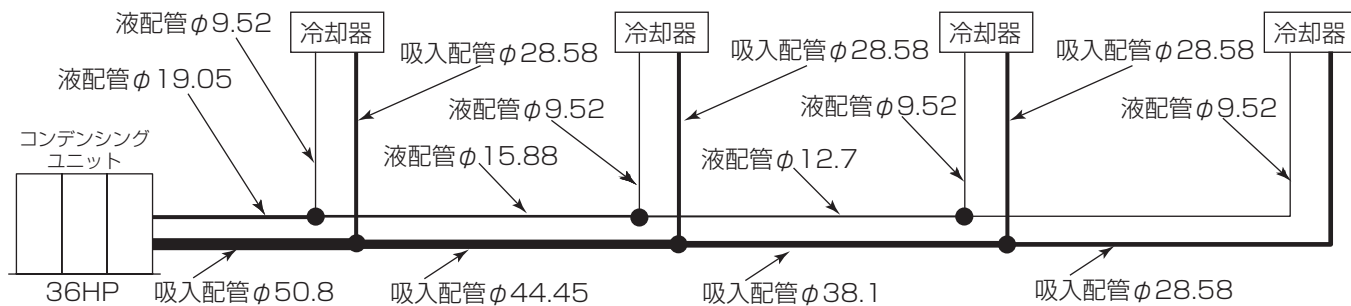 液配管φ9.52
冷却器
冷却器
冷却器
冷却器
吸入配管φ28.58
吸入配管φ28.58
吸入配管φ28.58
液配管φ19.05
液配管φ9.52
液配管φ9.52
液配管φ9.52
コンデンシング
ユニット
液配管φ15.88
液配管φ12.7
36HP
吸入配管φ50.8
吸入配管φ44.45
吸入配管φ38.1
吸入配管φ28.58